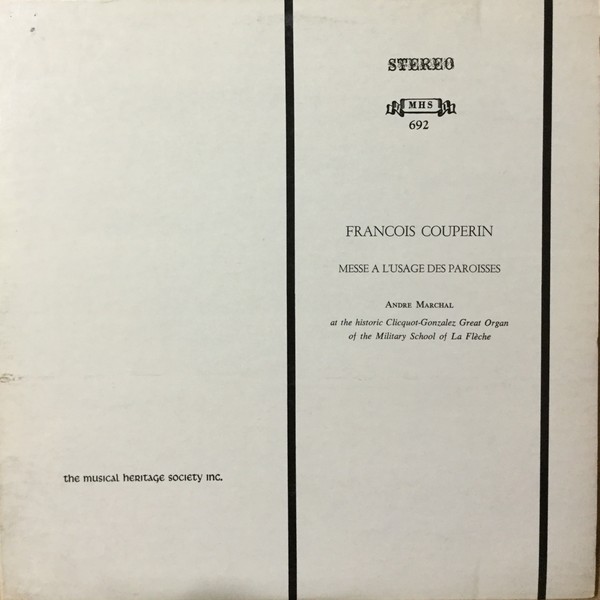 STEREO
MHS
692
FRANCOIS COUPERIN
MESSE A L'USAGE DES PAROISSES
ANDRE MARCHAL
at the historic Clicquot-Gonzalez Great Organ
of the Military School of La Flèche
the musical heritage society inc.